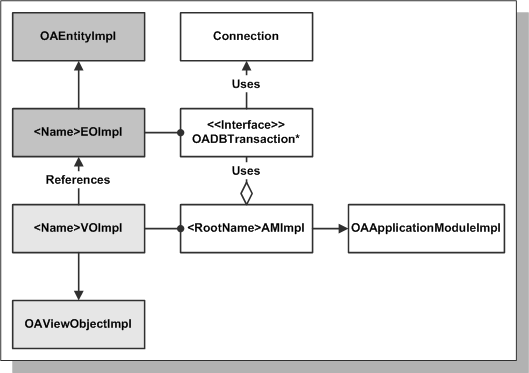 OAEntityImpl
Connection
Uses
<Name>EOImpl
<<Interface>>
OADBTransaction*
References
Uses
<Name>VOImpl
<RootName>AMImpl
OAApplicationModuleImpl
OAViewObjectImpl